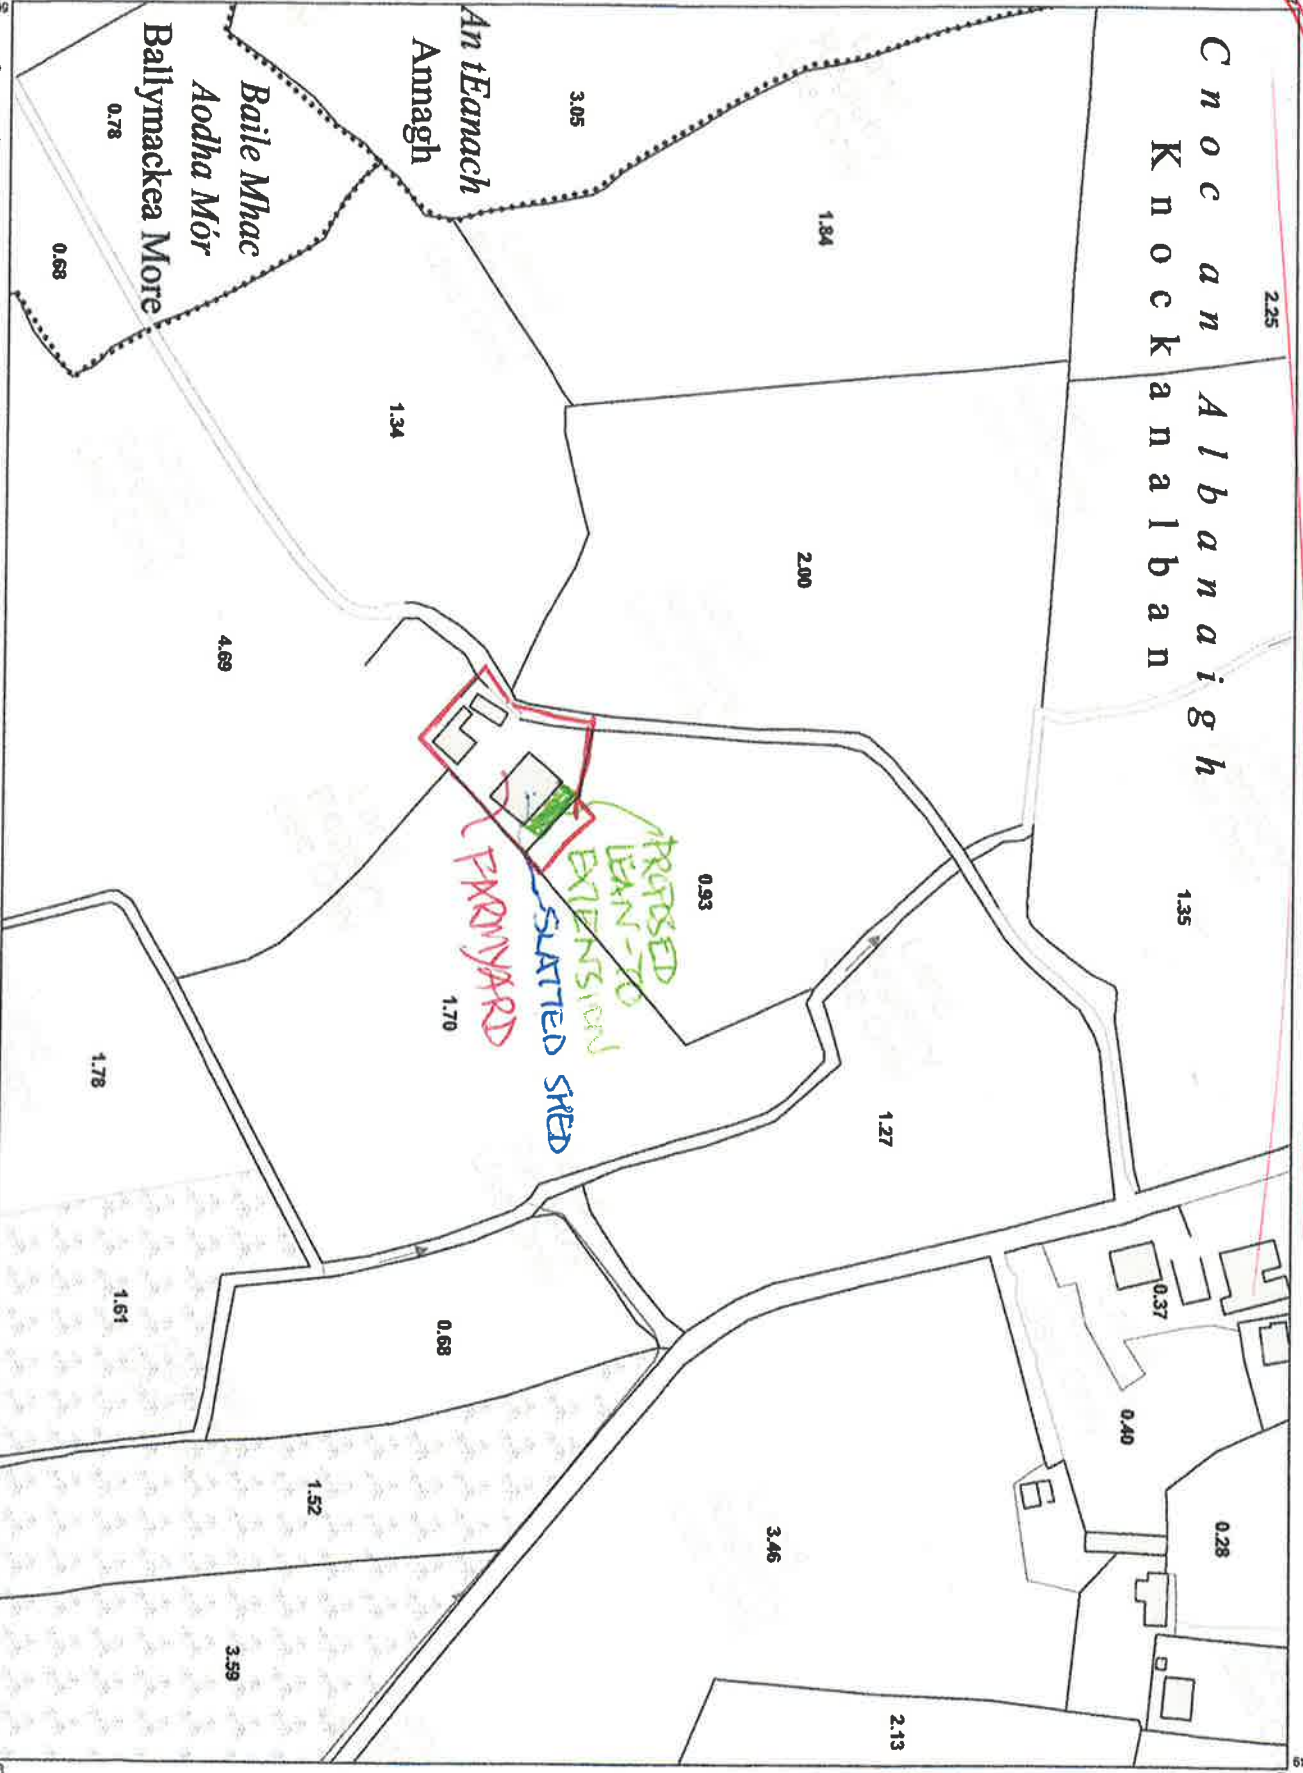 Cnoc an Albanaigh
Knockanalban
2.25
An tEanach
Annagh
3.05
1.84
Baile Mhac
Aodha Mór
Ballymackea More
0.78
0.68
1.34
2.00
4.69
1.35
0.93
PROPOSED
LEAN-TO
EXTENSION
SLATTED SHED
FARMYARD
1.70
1.27
1.78
0.37
0.40
0.28
0.68
1.61
1.52
3.46
3.59
2.13